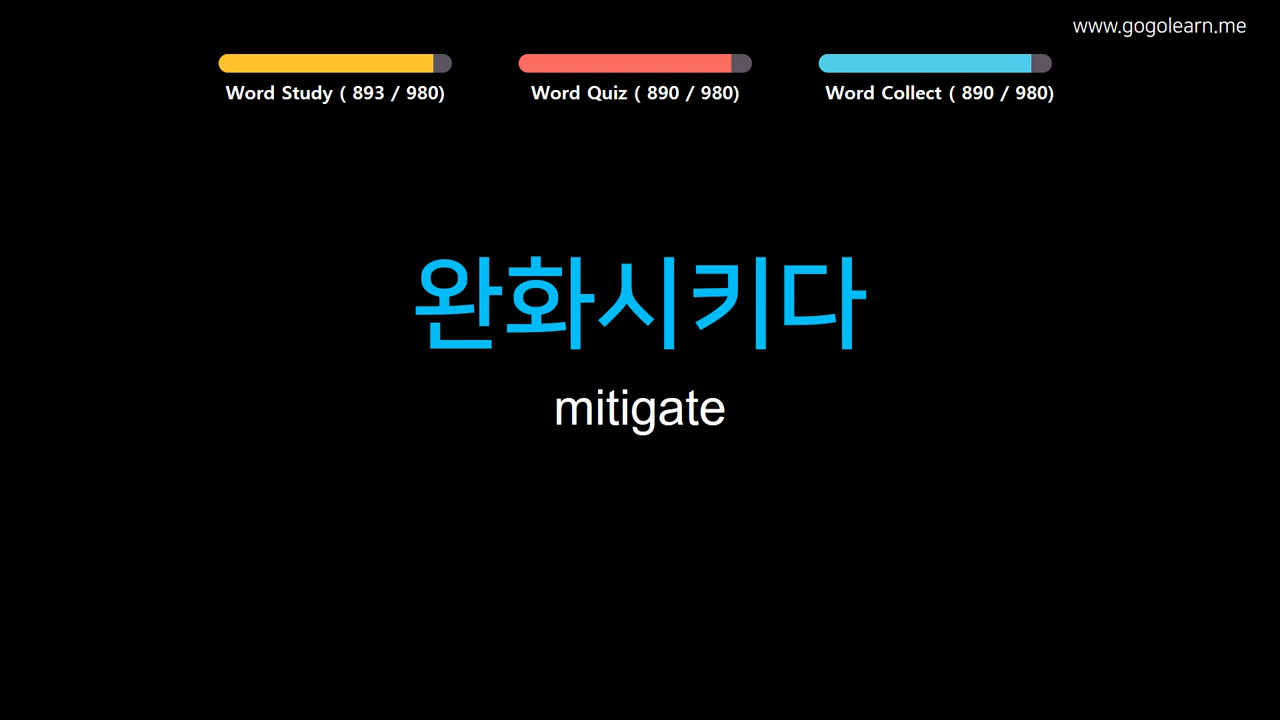 www.gogolearn.me
Word Study ( 893 / 980)
Word Quiz ( 890 / 980)
Word Collect ( 890 / 980)
완화시키다
mitigate